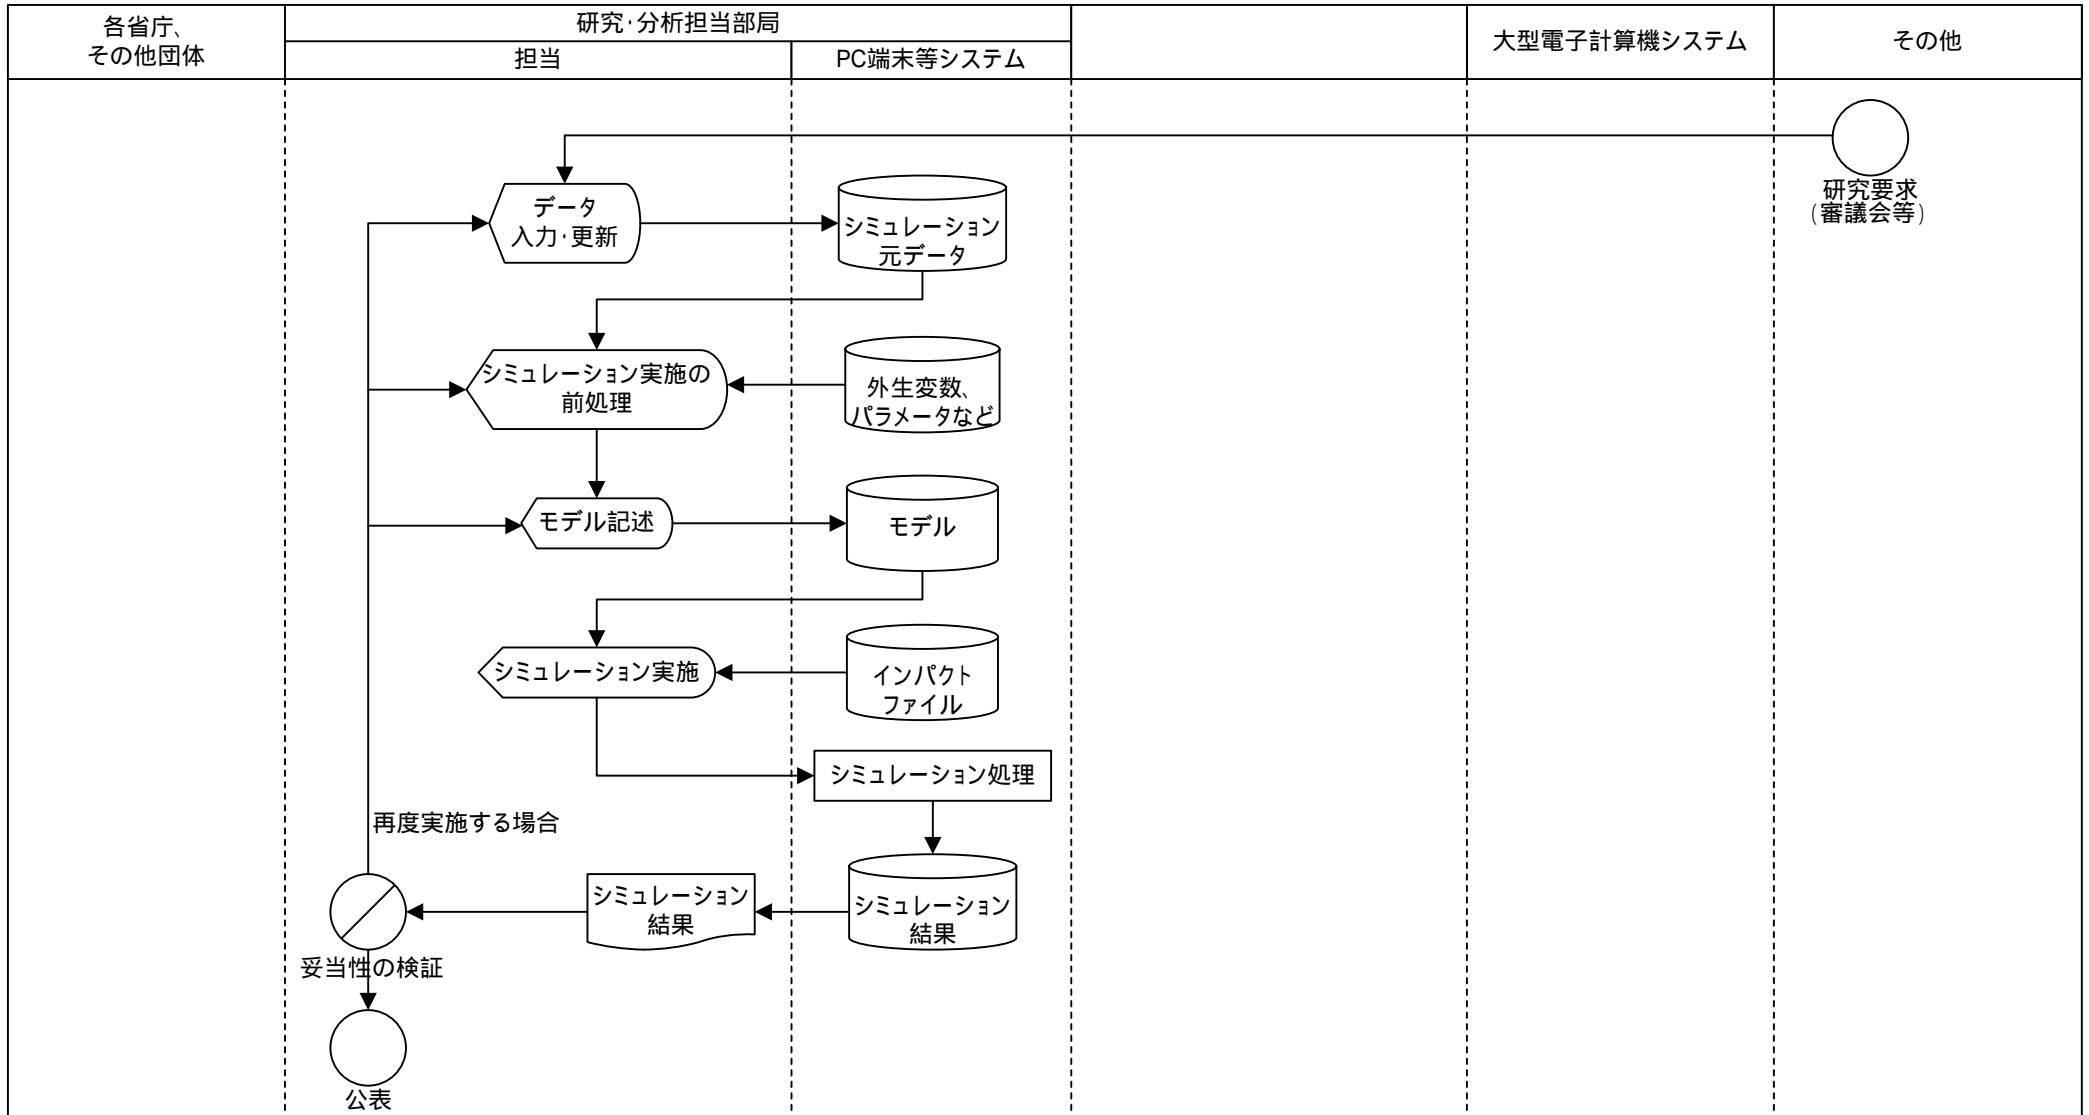 各省庁、
その他団体
研究･分析担当部局
担当
PC端末等システム
大型電子計算機システム
その他
研究要求
(審議会等)
データ
入力･更新
シミュレーション
元データ
シミュレーション実施の
前処理
外生変数、
パラメータなど
モデル記述
モデル
シミュレーション実施
インパクト
ファイル
シミュレーション処理
再度実施する場合
シミュレーション
結果
シミュレーション
結果
妥当性の検証
公表